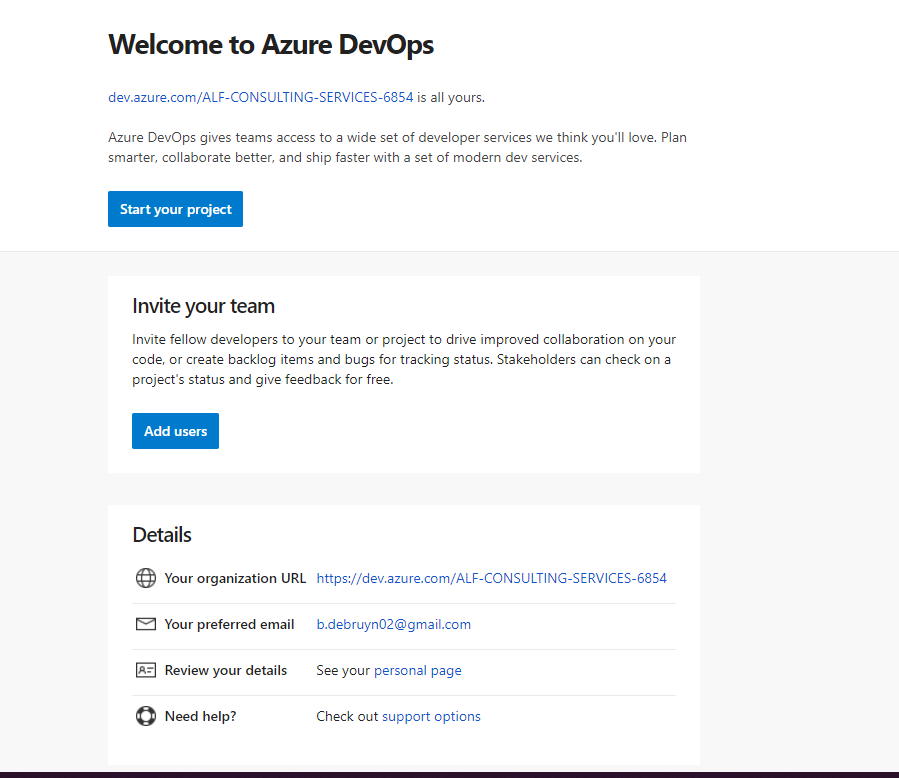 Welcome to Azure DevOps
dev.azure.com/ALF-CONSULTING-SERVICES-6854 is all yours.
Azure DevOps gives teams access to a wide set of developer services we think you'll love. Plan
smarter, collaborate better, and ship faster with a set of modern dev services.
Start your project
Invite your team
Invite fellow developers to your team or project to drive improved collaboration on your
code, or create backlog items and bugs for tracking status. Stakeholders can check on a
project's status and give feedback for free.
Add users
Details
Your organization URL https://dev.azure.com/ALF-CONSULTING-SERVICES-6854
Your preferred email b.debruyn02@gmail.com
Review your details See your personal page
Need help? Check out support options